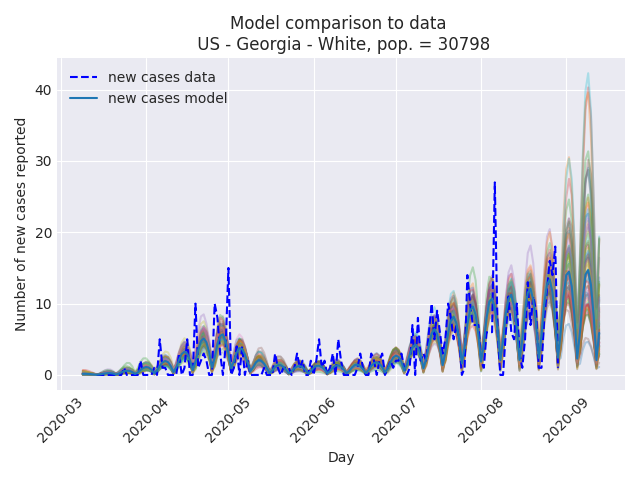 Model comparison to data
US - Georgia - White, pop. = 30798
new cases data
new cases model
Number of new cases reported
40
30
20
10
0
2020-03
2020-04
2020-05
2020-06
2020-07
2020-08
2020-09
Day